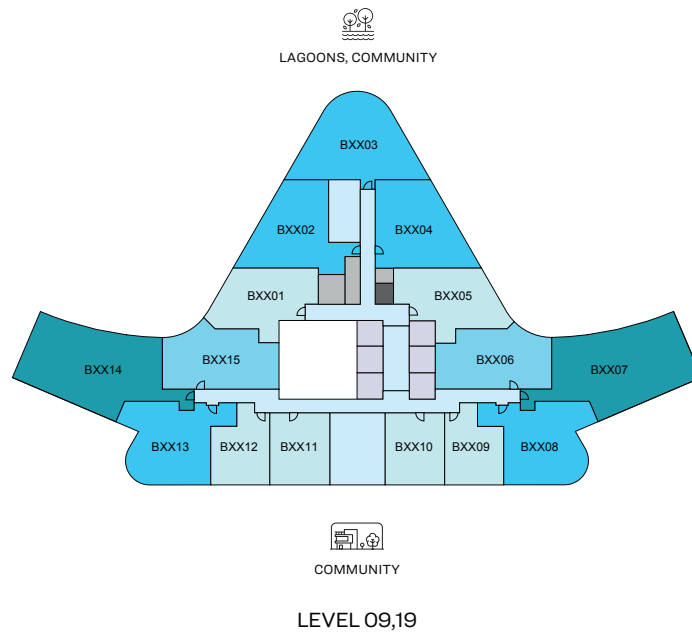 LAGOONS, COMMUNITY
BXX03
BXX02
BXX04
BXX01
BXX05
BXX15
BXX06
BXX14
BXX07
BXX13
BXX12
BXX11
BXX10
BXX09
BXX08
COMMUNITY
LEVEL 09,19